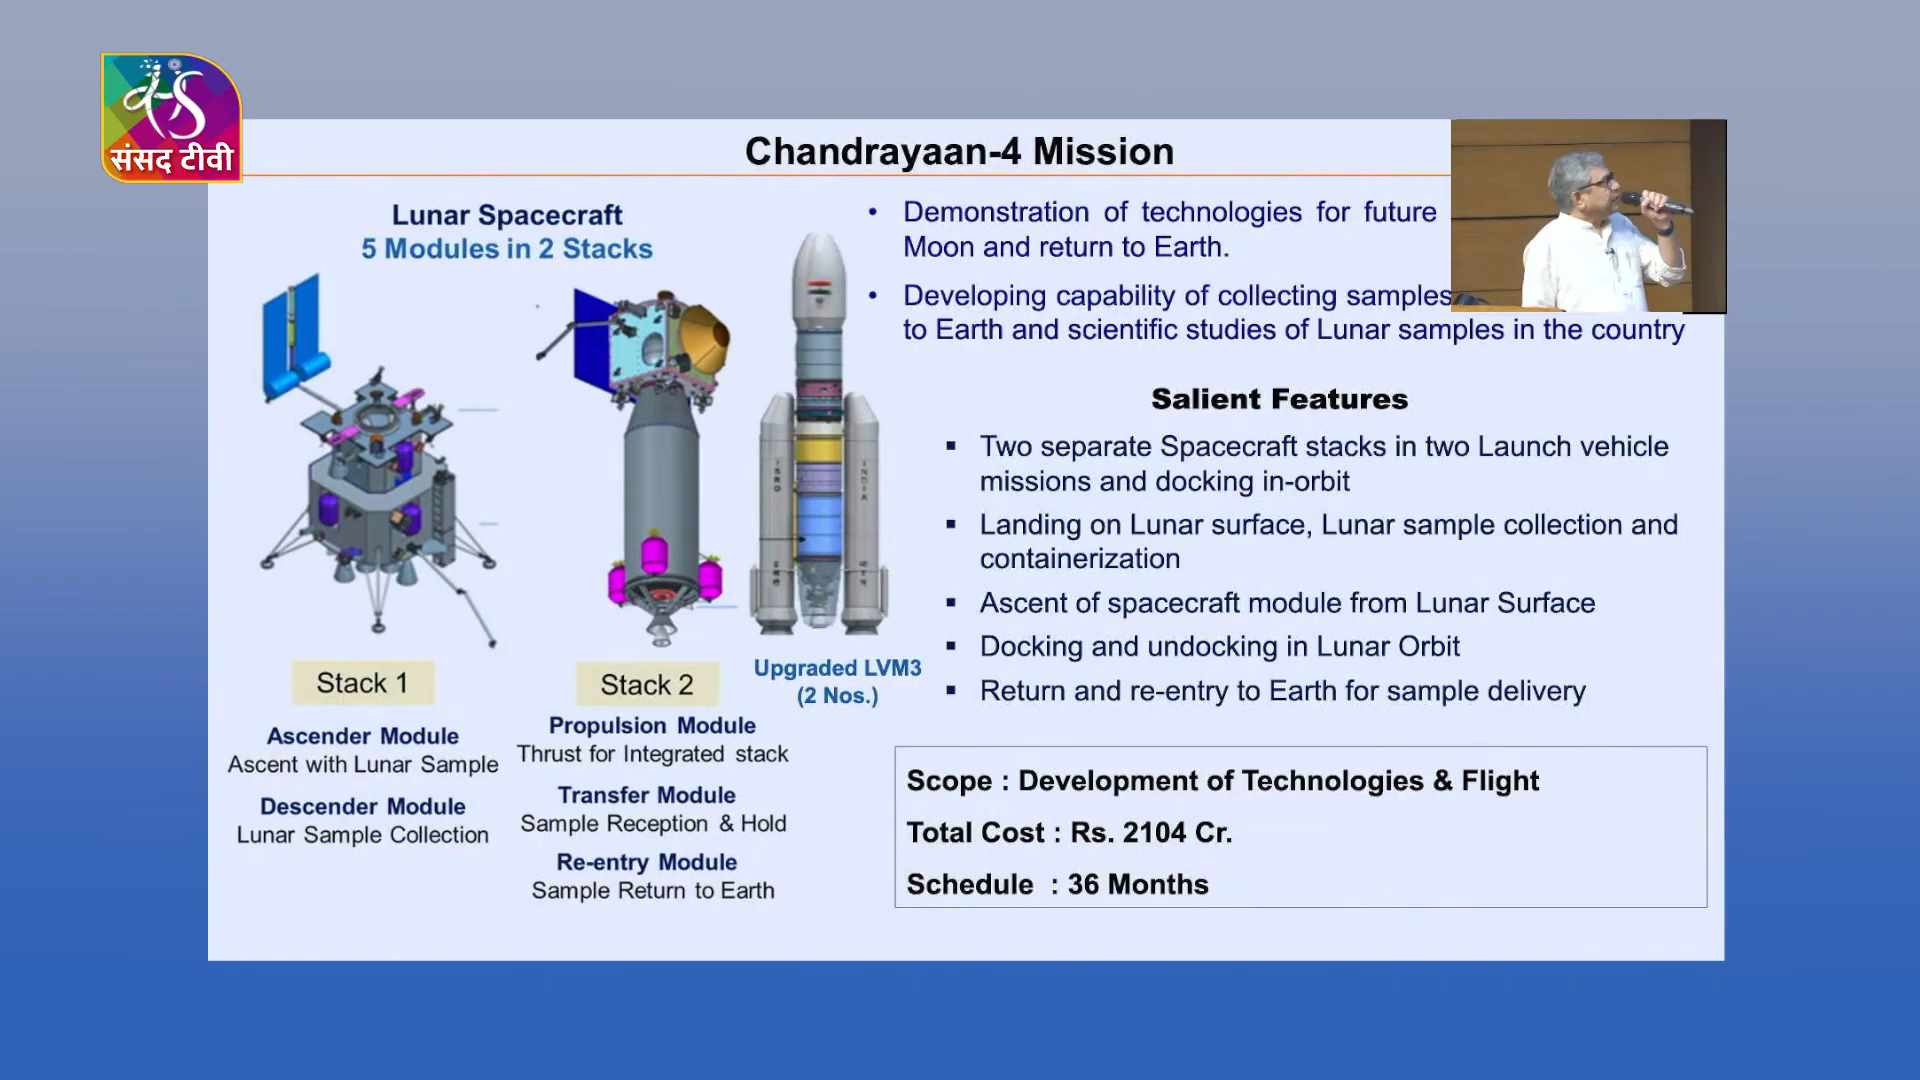 संसद टीवी
Chandrayaan-4 Mission
Lunar Spacecraft
5 Modules in 2 Stacks
Stack 1
Ascender Module
Ascent with Lunar Sample
Descender Module
Lunar Sample Collection
Stack 2
Propulsion Module
Thrust for Integrated stack
Transfer Module
Sample Reception & Hold
Re-entry Module
Sample Return to Earth
ISRO
INDIA
Upgraded LVM3
(2 Nos.)
• Demonstration of technologies for future
Moon and return to Earth.
• Developing capability of collecting samples
to Earth and scientific studies of Lunar samples in the country
Salient Features
▪ Two separate Spacecraft stacks in two Launch vehicle
missions and docking in-orbit
▪ Landing on Lunar surface, Lunar sample collection and
containerization
▪ Ascent of spacecraft module from Lunar Surface
▪ Docking and undocking in Lunar Orbit
▪ Return and re-entry to Earth for sample delivery
Scope : Development of Technologies & Flight
Total Cost : Rs. 2104 Cr.
Schedule : 36 Months